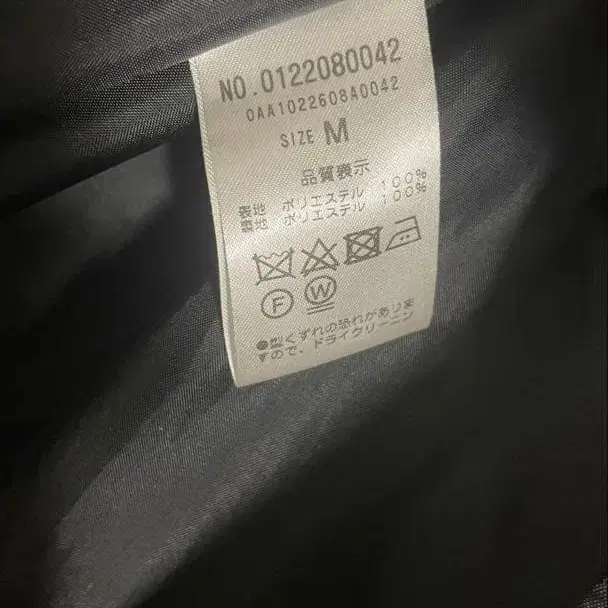 NO.0122080042
0AA1022608A0042
SIZE M
品質表示
表地 ポリエステル 100%
裏地 ポリエステル 100%
F W
●型くずれの恐れがありま
すので、ドライクリーニン